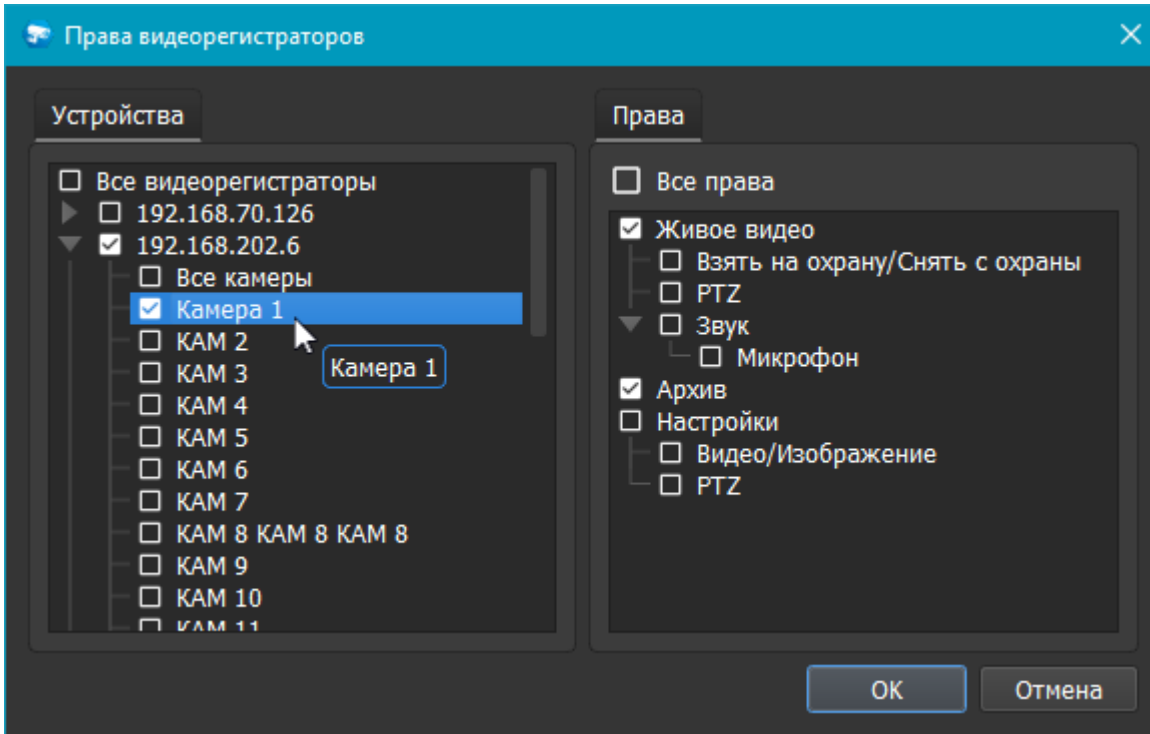 Права видеорегистраторов
Устройства
Все видеорегистраторы
192.168.70.126
192.168.202.6
Все камеры
Камера 1
КАМ 2
Камера 1
КАМ 3
КАМ 4
КАМ 5
КАМ 6
КАМ 7
КАМ 8 КАМ 8 КАМ 8
КАМ 9
КАМ 10
КАМ 11
Права
Все права
Живое видео
Взять на охрану/Снять с охраны
PTZ
Звук
Микрофон
Архив
Настройки
Видео/Изображение
PTZ
OK
Отмена